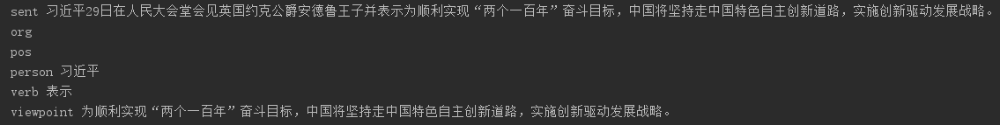 sent 习近平29日在人民大会堂会见英国约克公爵安德鲁王子并表示为顺利实现“两个一百年”奋斗目标，中国将坚持走中国特色自主创新道路，实施创新驱动发展战略。
org
pos
person 习近平
verb 表示
viewpoint 为顺利实现“两个一百年”奋斗目标，中国将坚持走中国特色自主创新道路，实施创新驱动发展战略。